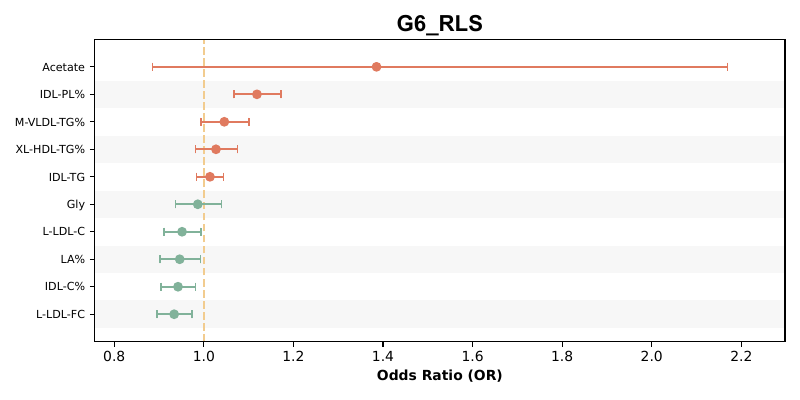 G6_RLS
Acetate
IDL-PL%
M-VLDL-TG%
XL-HDL-TG%
IDL-TG
Gly
L-LDL-C
LA%
IDL-C%
L-LDL-FC
0.8 1.0 1.2 1.4 1.6 1.8 2.0 2.2
Odds Ratio (OR)